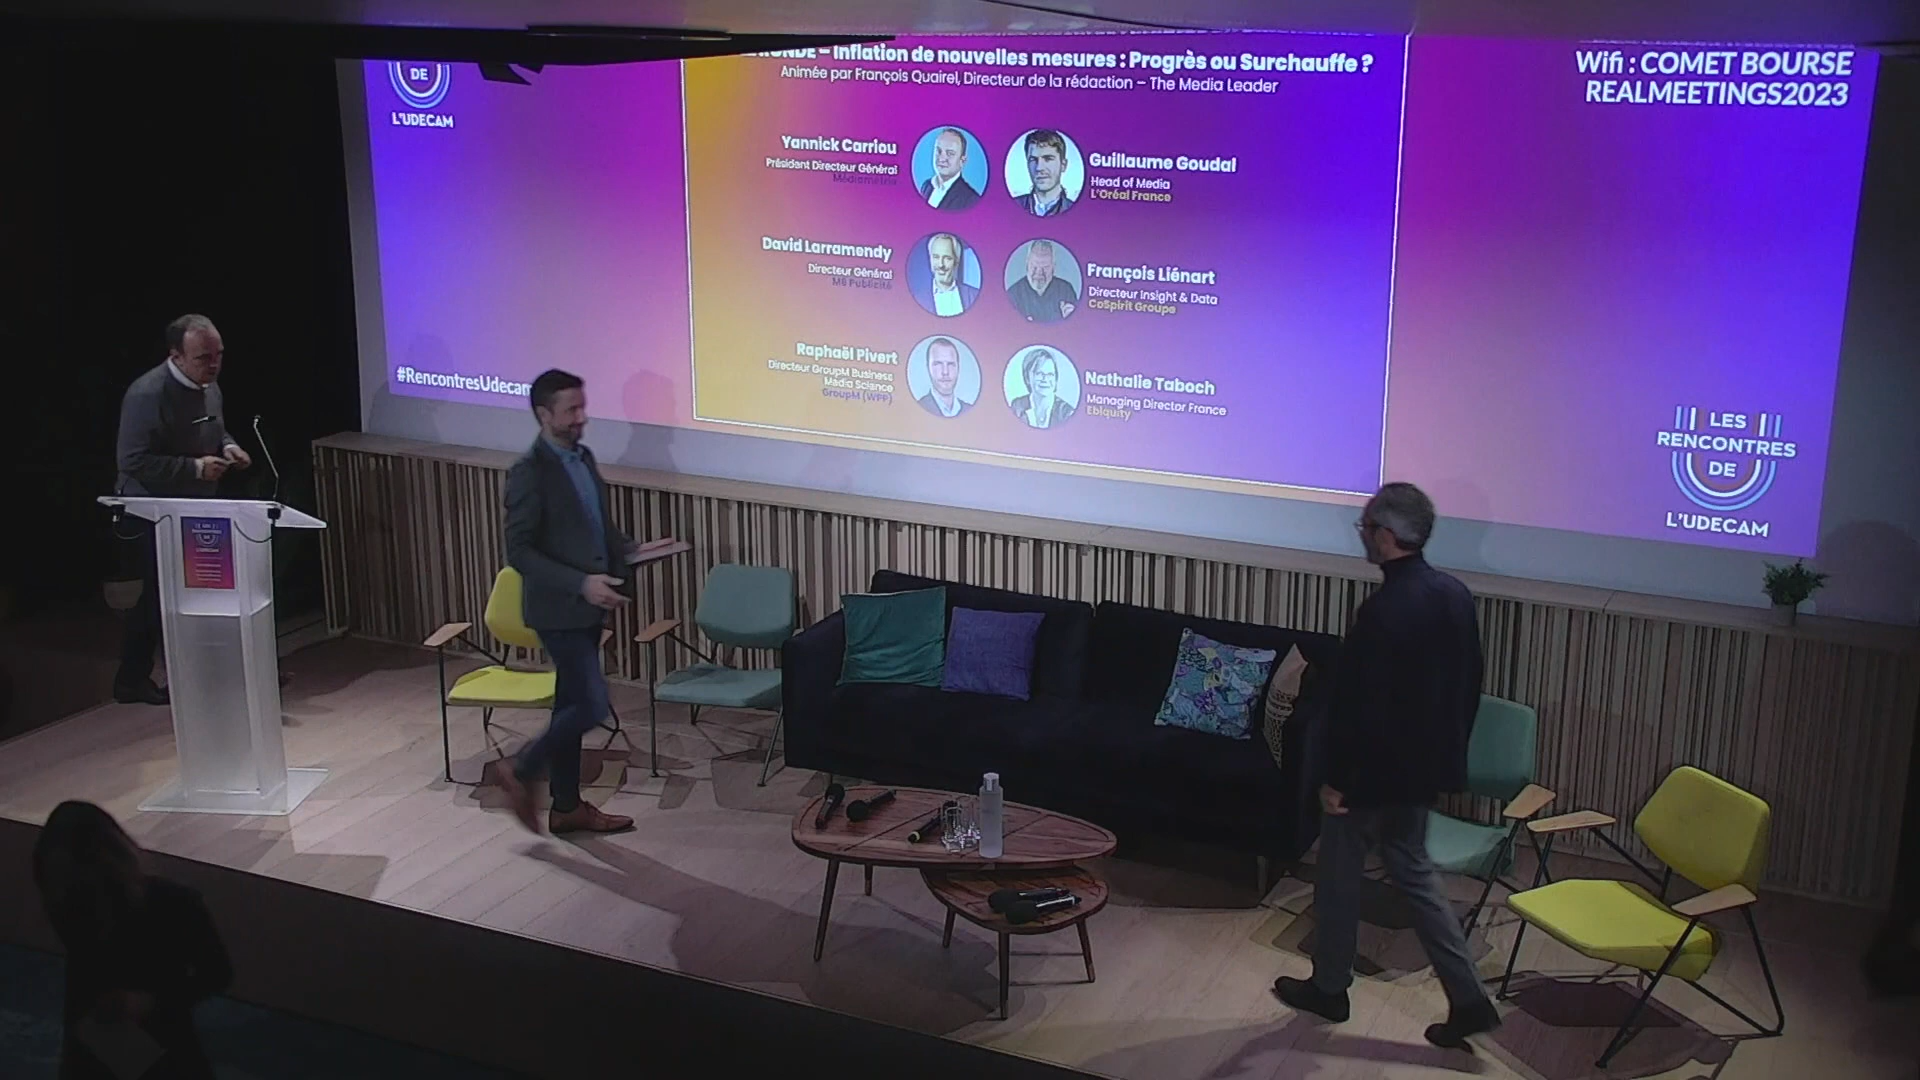 DE
L'UDECAM
#RencontresUdecam
– Inflation de nouvelles mesures : Progrès ou Surchauffe ?
Animée par François Quairel, Directeur de la rédaction – The Media Leader
Yannick Carriou
Président Directeur Général
Médiamétrie
Guillaume Goudal
Head of Media
L'Oréal France
David Larramendy
Directeur Général
M6 Publicité
François Liénart
Directeur Insight & Data
CoSpirit Groupe
Raphaël Pivert
Directeur GroupM Business
Media Science
GroupM (WPP)
Nathalie Taboch
Managing Director France
Ebiquity
Wifi : COMET BOURSE
REALMEETINGS2023
LES
RENCONTRES
DE
L'UDECAM